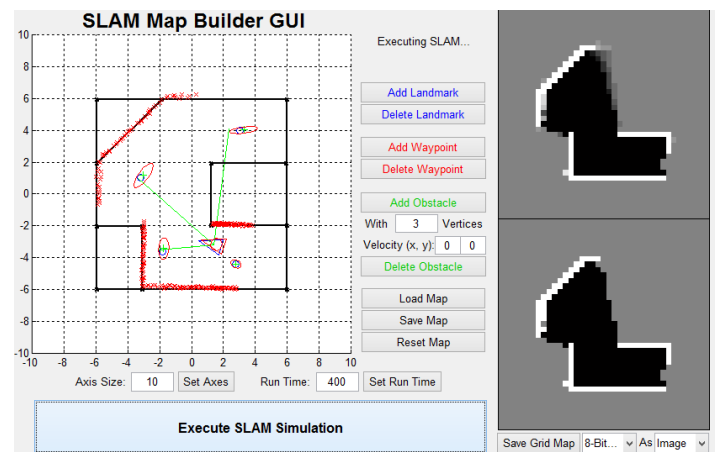 SLAM Map Builder GUI
Executing SLAM...
10
8
6
4
2
0
-2
-4
-6
-8
-10
-10 -8 -6 -4 -2 0 2 4 6 8 10
Add Landmark
Delete Landmark
Add Waypoint
Delete Waypoint
Add Obstacle
With 3 Vertices
Velocity (x, y): 0 0
Delete Obstacle
Load Map
Save Map
Reset Map
Axis Size: 10 Set Axes Run Time: 400 Set Run Time
Execute SLAM Simulation
Save Grid Map 8-Bit... As Image